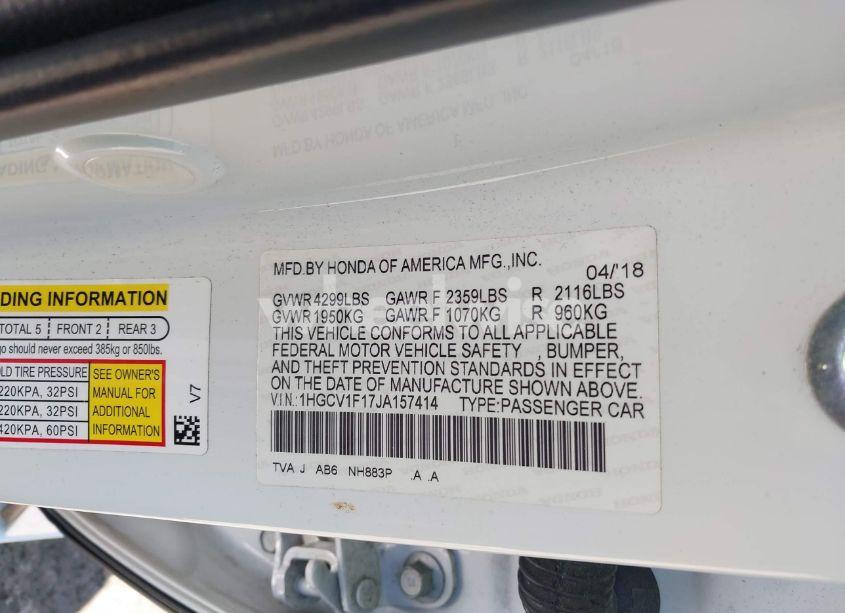 MFD.BY HONDA OF AMERICA MFG.,INC. 04/'18
GVWR 4299LBS GAWR F 2359LBS R 2116LBS
GVWR 1950KG GAWR F 1070KG R 960KG
THIS VEHICLE CONFORMS TO ALL APPLICABLE
FEDERAL MOTOR VEHICLE SAFETY , BUMPER,
AND THEFT PREVENTION STANDARDS IN EFFECT
ON THE DATE OF MANUFACTURE SHOWN ABOVE.
V.I.N.:1HGCV1F17JA157414 TYPE:PASSENGER CAR
TVA J AB6 NH883P .A .A
DING INFORMATION
TOTAL 5 FRONT 2 REAR 3
go should never exceed 385kg or 850lbs.
OLD TIRE PRESSURE
220KPA, 32PSI
220KPA, 32PSI
420KPA, 60PSI
SEE OWNER'S
MANUAL FOR
ADDITIONAL
INFORMATION
V7